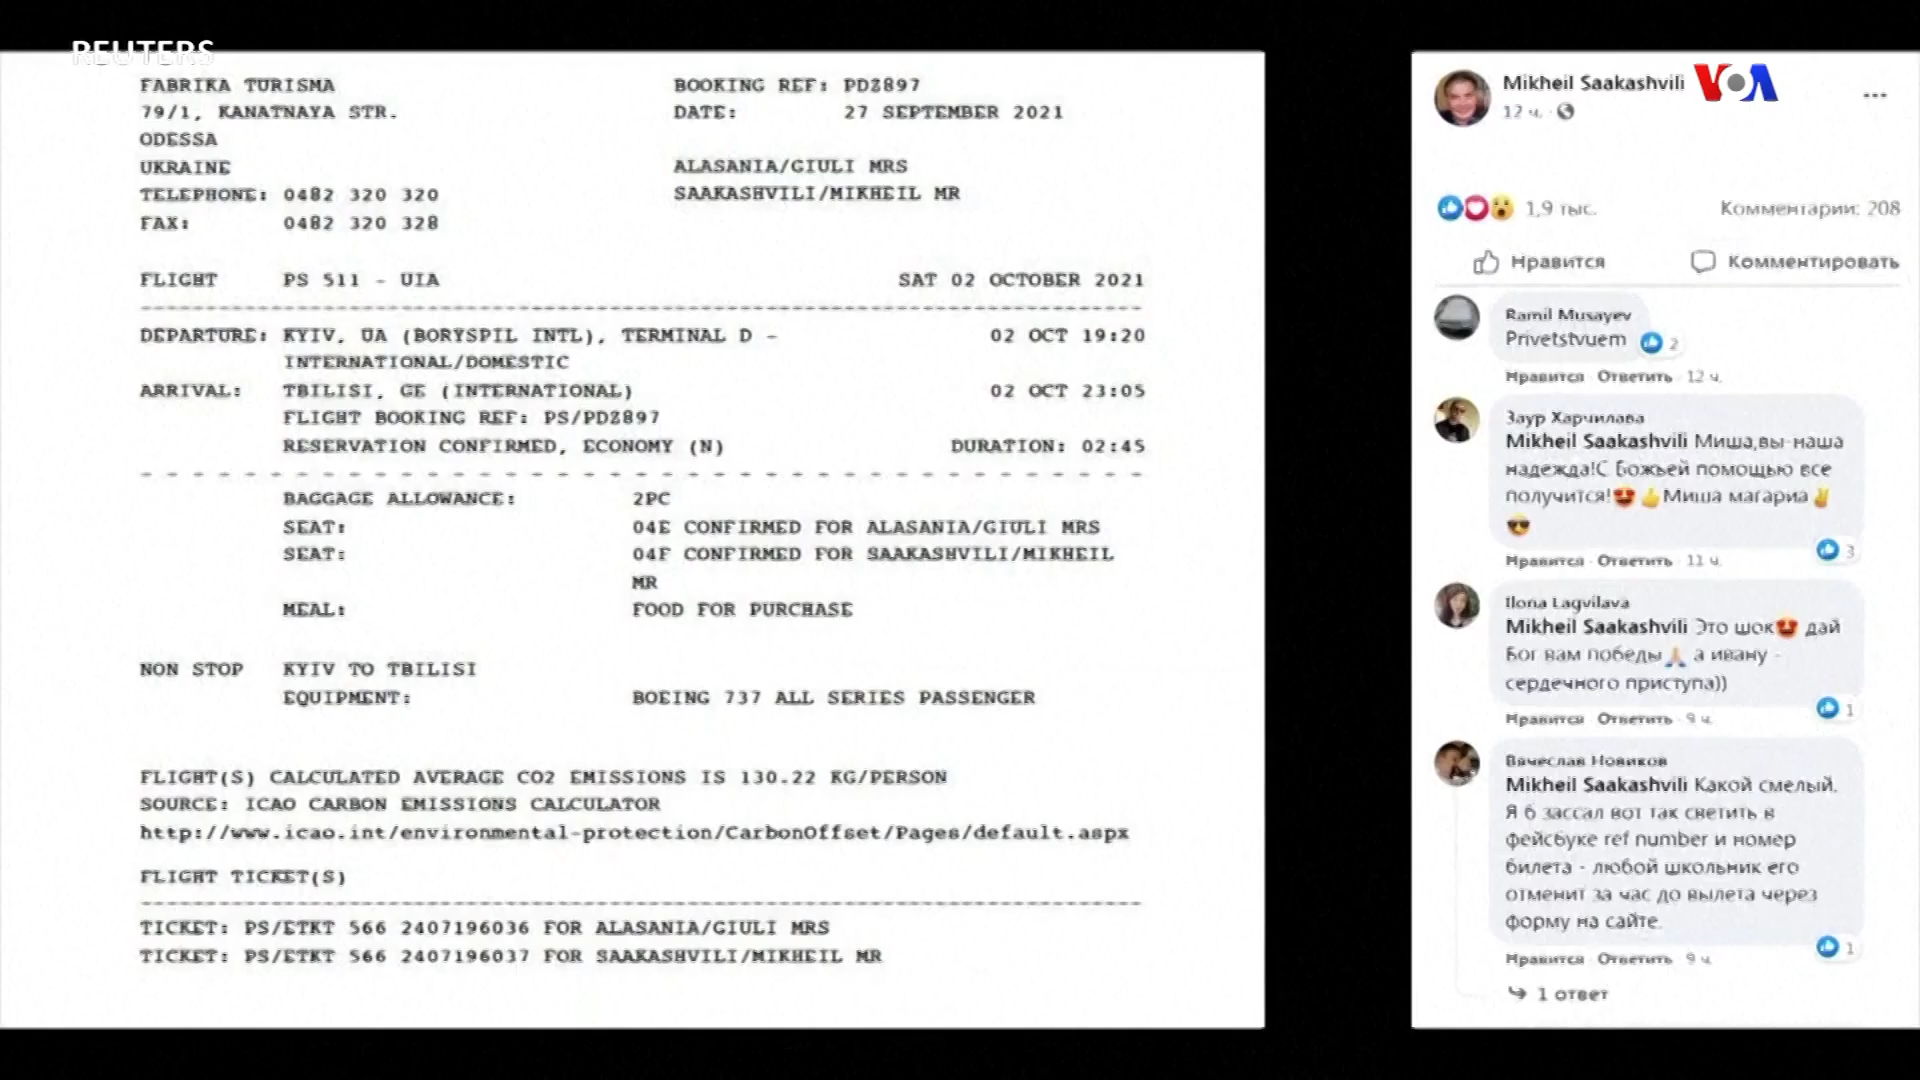 REUTERS
FABRIKA TURISMA
79/1, KANATNAYA STR.
ODESSA
UKRAINE
TELEPHONE: 0482 320 320
FAX: 0482 320 328
BOOKING REF: PDZ897
DATE: 27 SEPTEMBER 2021
ALASANIA/GIULI MRS
SAAKASHVILI/MIKHEIL MR
FLIGHT PS 511 - UIA SAT 02 OCTOBER 2021
DEPARTURE: KYIV, UA (BORYSPIL INTL), TERMINAL D - 02 OCT 19:20
INTERNATIONAL/DOMESTIC
ARRIVAL: TBILISI, GE (INTERNATIONAL) 02 OCT 23:05
FLIGHT BOOKING REF: PS/PDZ897
RESERVATION CONFIRMED, ECONOMY (N) DURATION: 02:45
BAGGAGE ALLOWANCE: 2PC
SEAT: 04E CONFIRMED FOR ALASANIA/GIULI MRS
SEAT: 04F CONFIRMED FOR SAAKASHVILI/MIKHEIL
MR
MEAL: FOOD FOR PURCHASE
NON STOP KYIV TO TBILISI
EQUIPMENT: BOEING 737 ALL SERIES PASSENGER
FLIGHT(S) CALCULATED AVERAGE CO2 EMISSIONS IS 130.22 KG/PERSON
SOURCE: ICAO CARBON EMISSIONS CALCULATOR
http://www.icao.int/environmental-protection/CarbonOffset/Pages/default.aspx
FLIGHT TICKET(S)
TICKET: PS/ETKT 566 2407196036 FOR ALASANIA/GIULI MRS
TICKET: PS/ETKT 566 2407196037 FOR SAAKASHVILI/MIKHEIL MR
Mikheil Saakashvili
VOA
12 ч. ·
1,9 тыс. Комментарии: 208
Нравится Комментировать
Ramil Musayev
Privetstvuem 2
Нравится · Ответить · 12 ч.
Заур Харчилава
Mikheil Saakashvili Миша,вы наша
надежда!С Божьей помощью все
получится!😍👍Миша магариа✌
😎
3
Нравится · Ответить · 11 ч.
Ilona Lagvilava
Mikheil Saakashvili Это шок😍 дай
Бог вам победы🙏 а ивану -
сердечного приступа))
1
Нравится · Ответить · 9 ч.
Вячеслав Новиков
Mikheil Saakashvili Какой смелый.
Я б зассал вот так светить в
фейсбуке ref number и номер
билета - любой школьник его
отменит за час до вылета через
форму на сайте.
1
Нравится · Ответить · 9 ч.
1 ответ